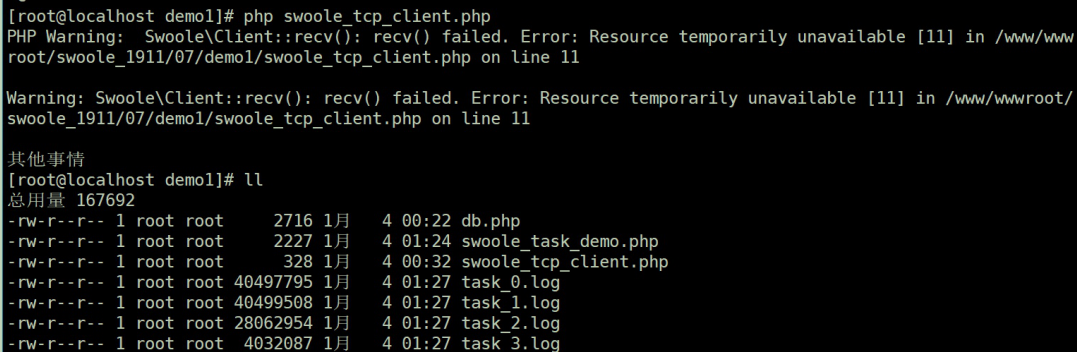 [root@localhost demo1]# php swoole_tcp_client.php
PHP Warning:  Swoole\Client::recv(): recv() failed. Error: Resource temporarily unavailable [11] in /www/www
root/swoole_1911/07/demo1/swoole_tcp_client.php on line 11
Warning: Swoole\Client::recv(): recv() failed. Error: Resource temporarily unavailable [11] in /www/wwwroot/
swoole_1911/07/demo1/swoole_tcp_client.php on line 11
其他事情
[root@localhost demo1]# ll
总用量 167692
-rw-r--r-- 1 root root     2716 1月   4 00:22 db.php
-rw-r--r-- 1 root root     2227 1月   4 01:24 swoole_task_demo.php
-rw-r--r-- 1 root root      328 1月   4 00:32 swoole_tcp_client.php
-rw-r--r-- 1 root root 40497795 1月   4 01:27 task_0.log
-rw-r--r-- 1 root root 40499508 1月   4 01:27 task_1.log
-rw-r--r-- 1 root root 28062954 1月   4 01:27 task_2.log
-rw-r--r-- 1 root root  4032087 1月   4 01:27 task_3.log